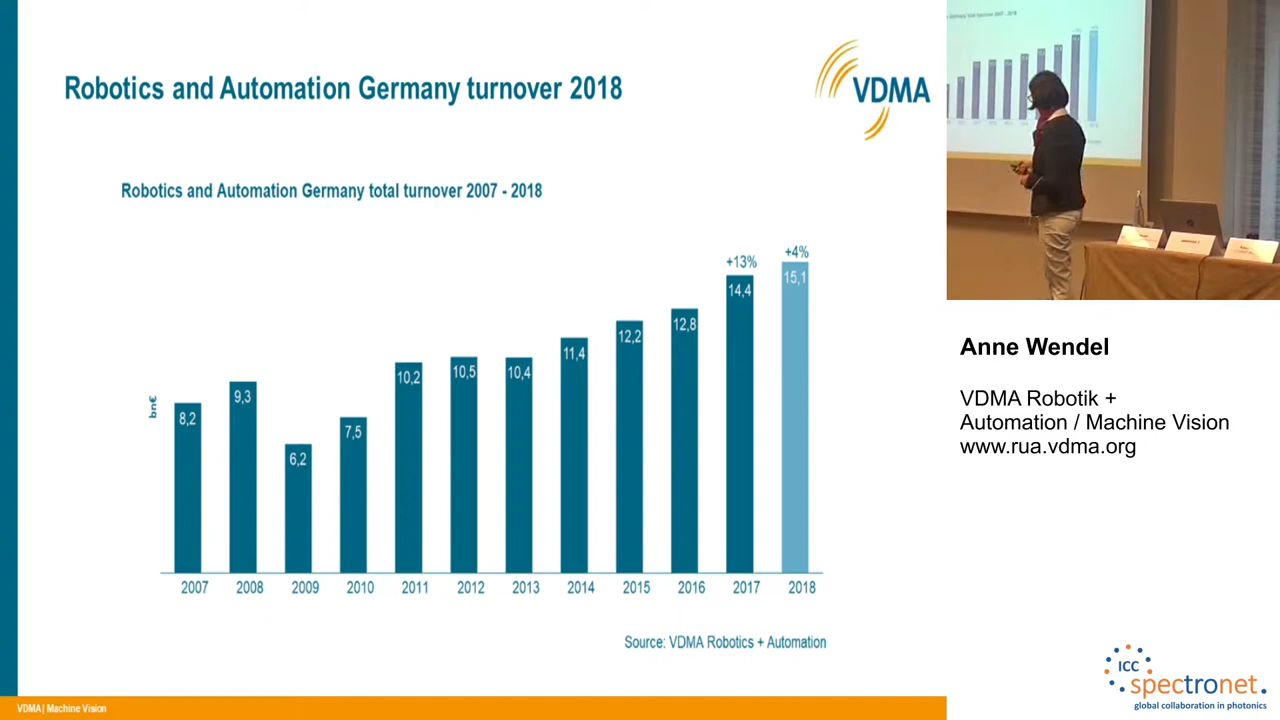 Robotics and Automation Germany turnover 2018
VDMA
Robotics and Automation Germany total turnover 2007 - 2018
bn€
+13%
+4%
8,2
9,3
6,2
7,5
10,2
10,5
10,4
11,4
12,2
12,8
14,4
15,1
2007
2008
2009
2010
2011
2012
2013
2014
2015
2016
2017
2018
Source: VDMA Robotics + Automation
VDMA| Machine Vision
Anne Wendel
VDMA Robotik +
Automation / Machine Vision
www.rua.vdma.org
ICC
spectronet.
global collaboration in photonics